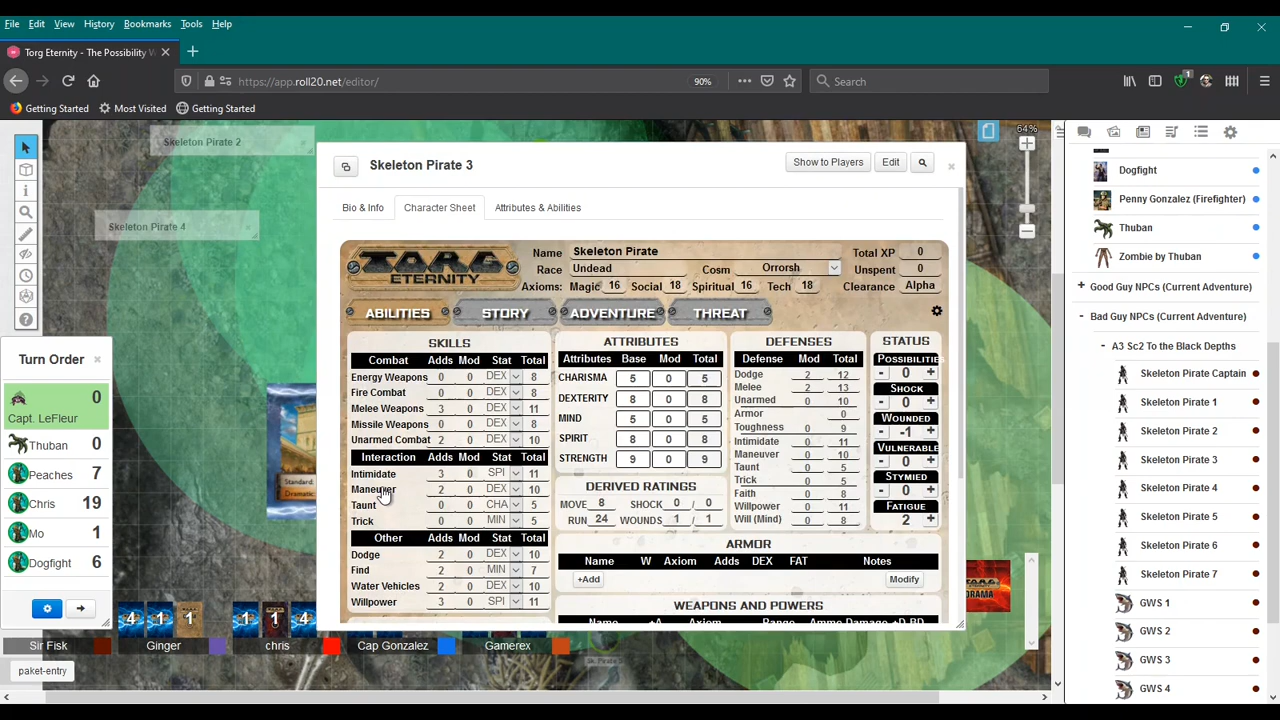 File Edit View History Bookmarks Tools Help
Torg Eternity - The Possibility W
https://app.roll20.net/editor/
90%
Search
1
Getting Started
Most Visited
Getting Started
Skeleton Pirate 2
Skeleton Pirate 4
64%
Turn Order
0
Capt. LeFleur
Thuban 0
Peaches 7
Chris 19
Mo 1
Dogfight 6
Skeleton Pirate 3
Show to Players
Edit
Bio & Info
Character Sheet
Attributes & Abilities
TORG ETERNITY
Name Skeleton Pirate Total XP 0
Race Undead Cosm Orrorsh Unspent 0
Axioms: Magic 16 Social 18 Spiritual 16 Tech 18 Clearance Alpha
ABILITIES STORY ADVENTURE THREAT
SKILLS
Combat Adds Mod Stat Total
Energy Weapons 0 0 DEX 8
Fire Combat 0 0 DEX 8
Melee Weapons 3 0 DEX 11
Missile Weapons 0 0 DEX 8
Unarmed Combat 2 0 DEX 10
Interaction Adds Mod Stat Total
Intimidate 3 0 SPI 11
Maneuver 2 0 DEX 10
Taunt 0 0 CHA 5
Trick 0 0 MIN 5
Other Adds Mod Stat Total
Dodge 2 0 DEX 10
Find 2 0 MIN 7
Water Vehicles 2 0 DEX 10
Willpower 3 0 SPI 11
ATTRIBUTES
Attributes Base Mod Total
CHARISMA 5 0 5
DEXTERITY 8 0 8
MIND 5 0 5
SPIRIT 8 0 8
STRENGTH 9 0 9
DERIVED RATINGS
MOVE 8 SHOCK 0 / 0
RUN 24 WOUNDS 1 / 1
DEFENSES
Defense Mod Total
Dodge 2 12
Melee 2 13
Unarmed 0 10
Armor 0
Toughness 0 9
Intimidate 0 11
Maneuver 0 10
Taunt 0 5
Trick 0 5
Faith 0 8
Willpower 0 11
Will (Mind) 0 8
STATUS
POSSIBILITIES
- 0 +
SHOCK
- 0 +
WOUNDED
- -1 +
VULNERABLE
- 0 +
STYMIED
- 0 +
FATIGUE
2 +
ARMOR
Name W Axiom Adds DEX FAT Notes
+Add
Modify
WEAPONS AND POWERS
Standard:
Dramatic
4 1 1
1 1 4
DRAMA
Sir Fisk
Ginger
chris
Cap Gonzalez
Gamerex
paket-entry
Dogfight
Penny Gonzalez (Firefighter)
Thuban
Zombie by Thuban
+ Good Guy NPCs (Current Adventure)
- Bad Guy NPCs (Current Adventure)
- A3 Sc2 To the Black Depths
Skeleton Pirate Captain
Skeleton Pirate 1
Skeleton Pirate 2
Skeleton Pirate 3
Skeleton Pirate 4
Skeleton Pirate 5
Skeleton Pirate 6
Skeleton Pirate 7
GWS 1
GWS 2
GWS 3
GWS 4